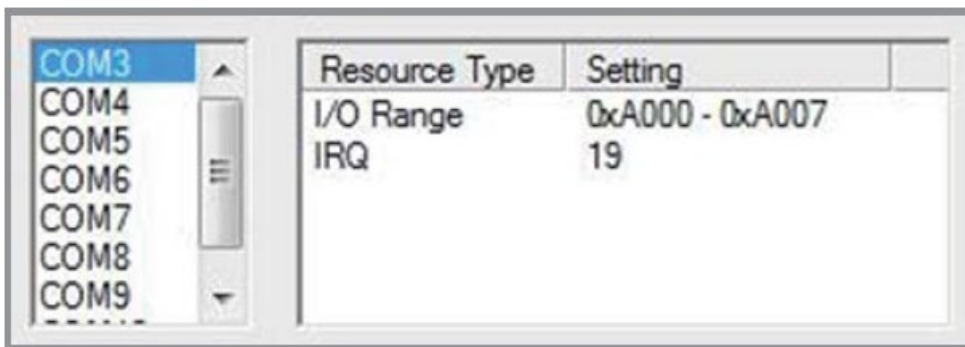 COM3
COM4
COM5
COM6
COM7
COM8
COM9
Resource Type Setting
I/O Range 0xA000 - 0xA007
IRQ 19